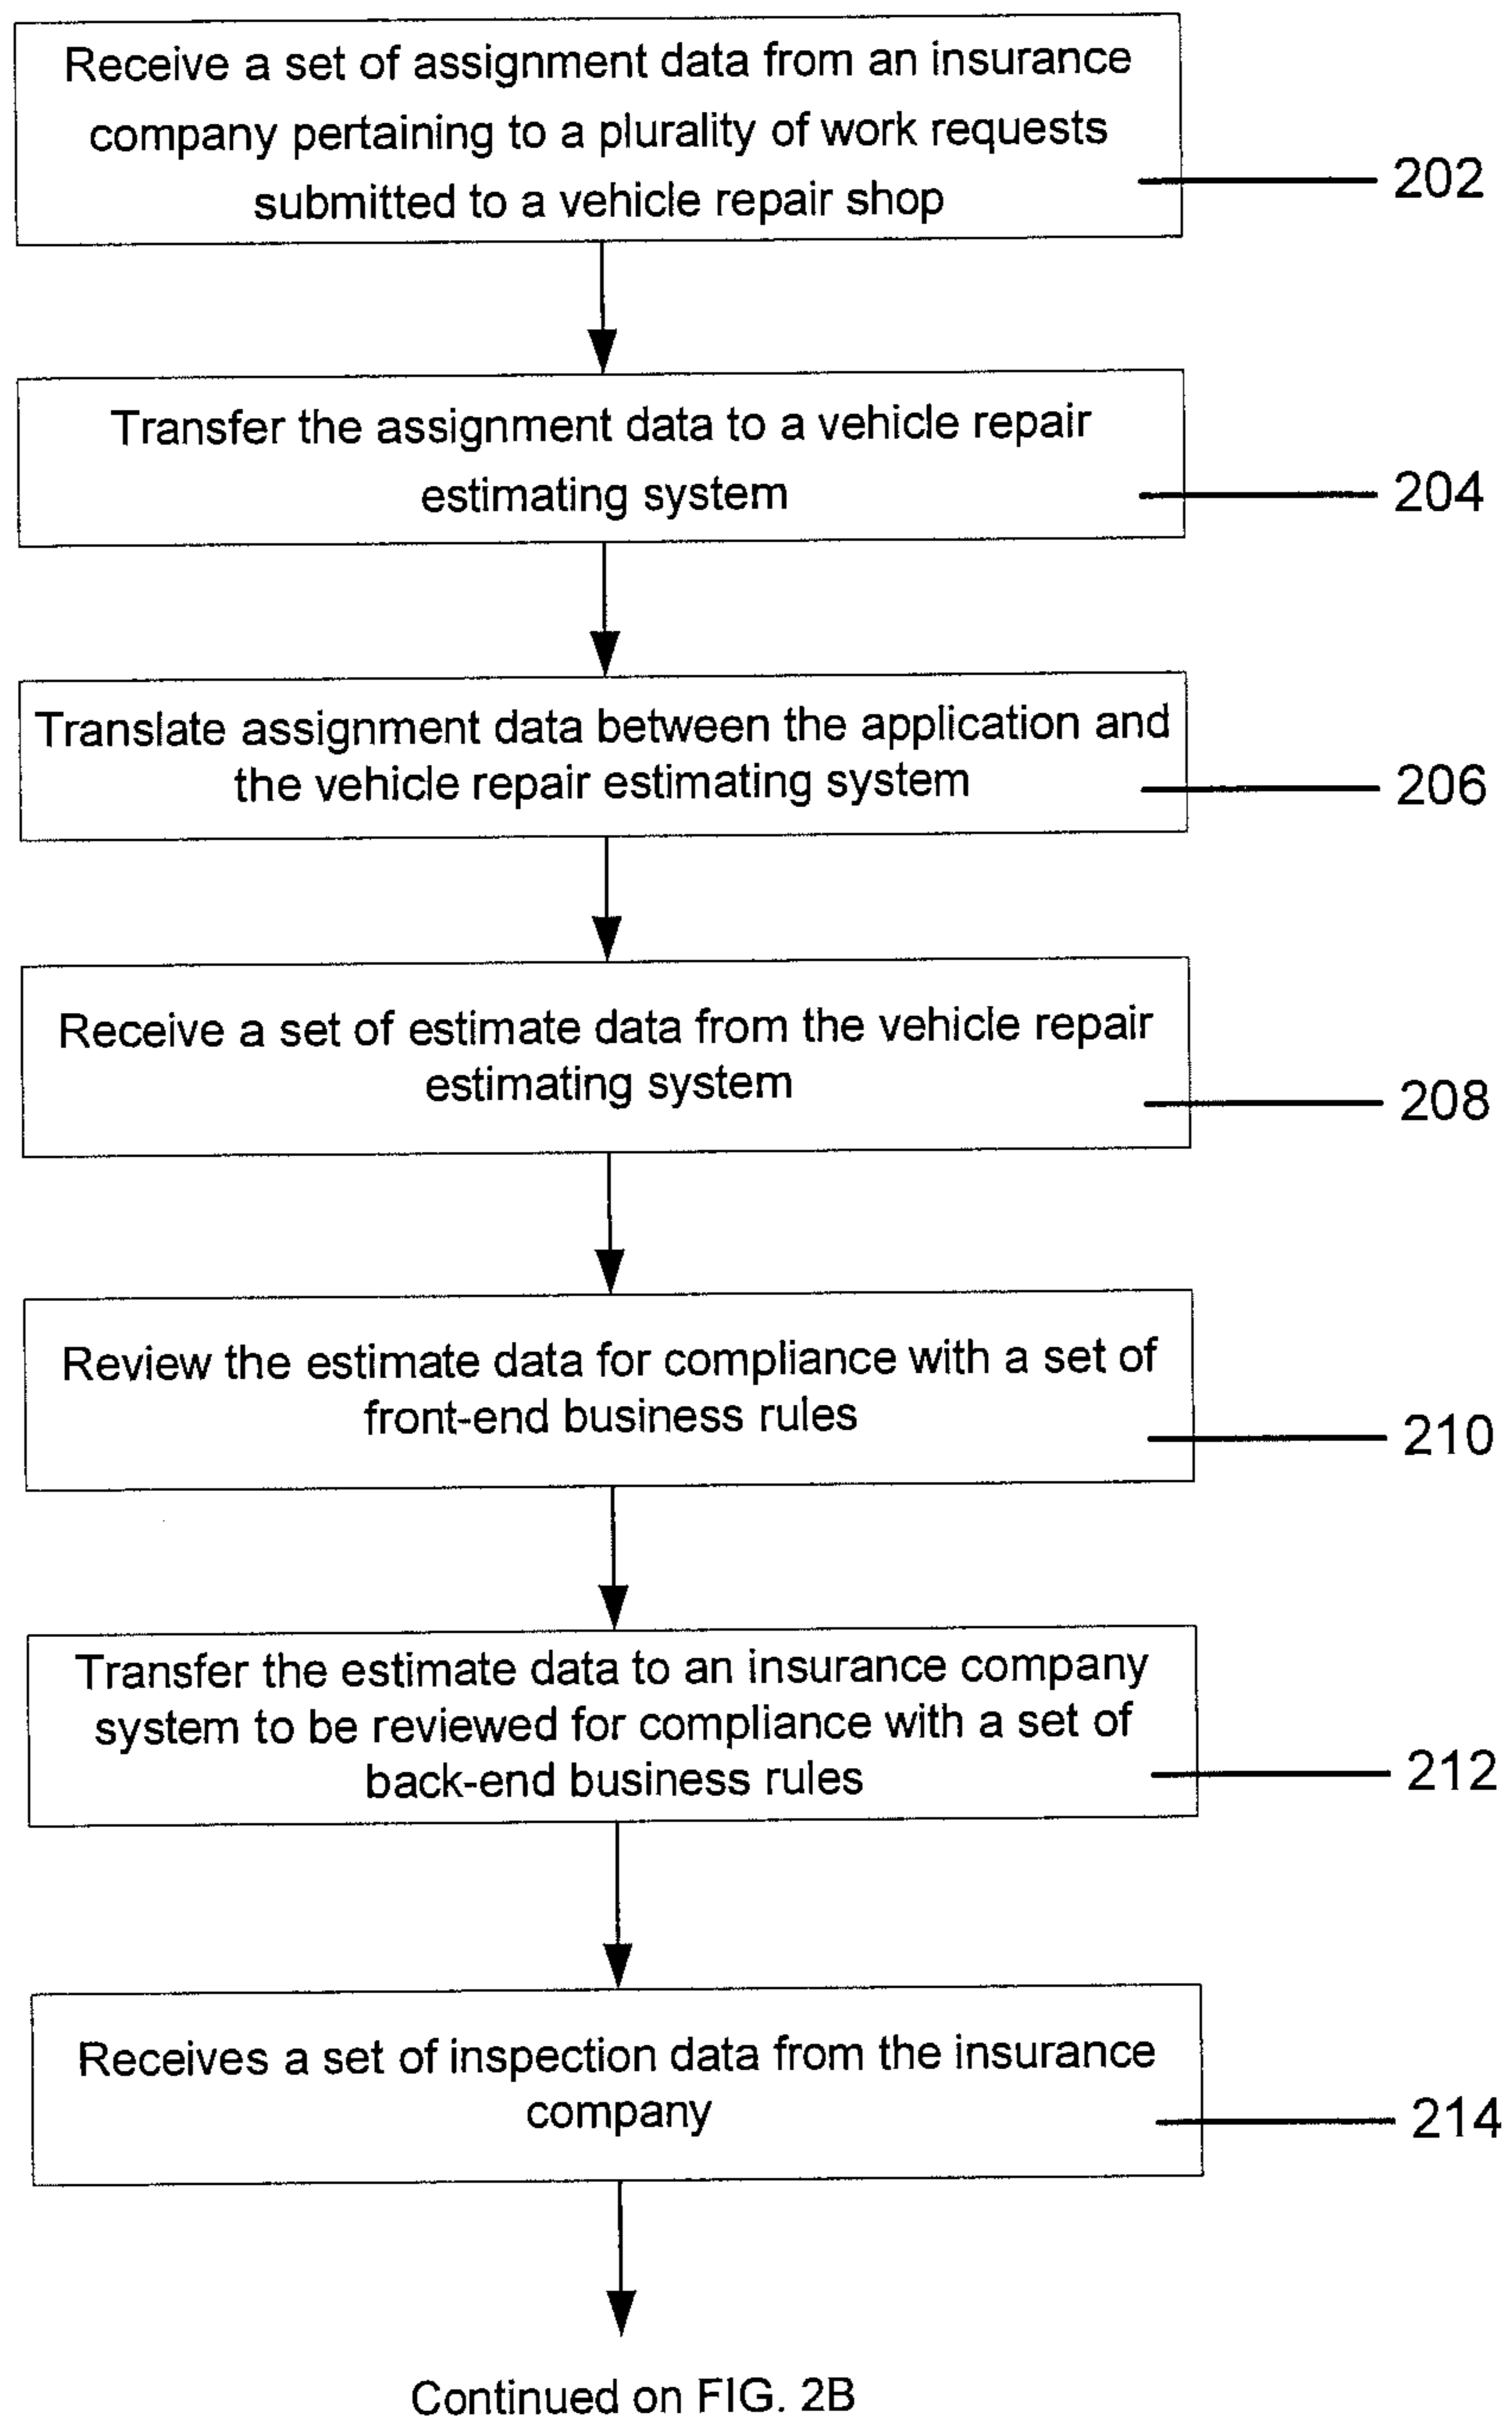 Receive a set of assignment data from an insurance
company pertaining to a plurality of work requests
submitted to a vehicle repair shop
202
Transfer the assignment data to a vehicle repair
estimating system
204
Translate assignment data between the application and
the vehicle repair estimating system
206
Receive a set of estimate data from the vehicle repair
estimating system
208
Review the estimate data for compliance with a set of
front-end business rules
210
Transfer the estimate data to an insurance company
system to be reviewed for compliance with a set of
back-end business rules
212
Receives a set of inspection data from the insurance
company
214
Continued on FIG. 2B